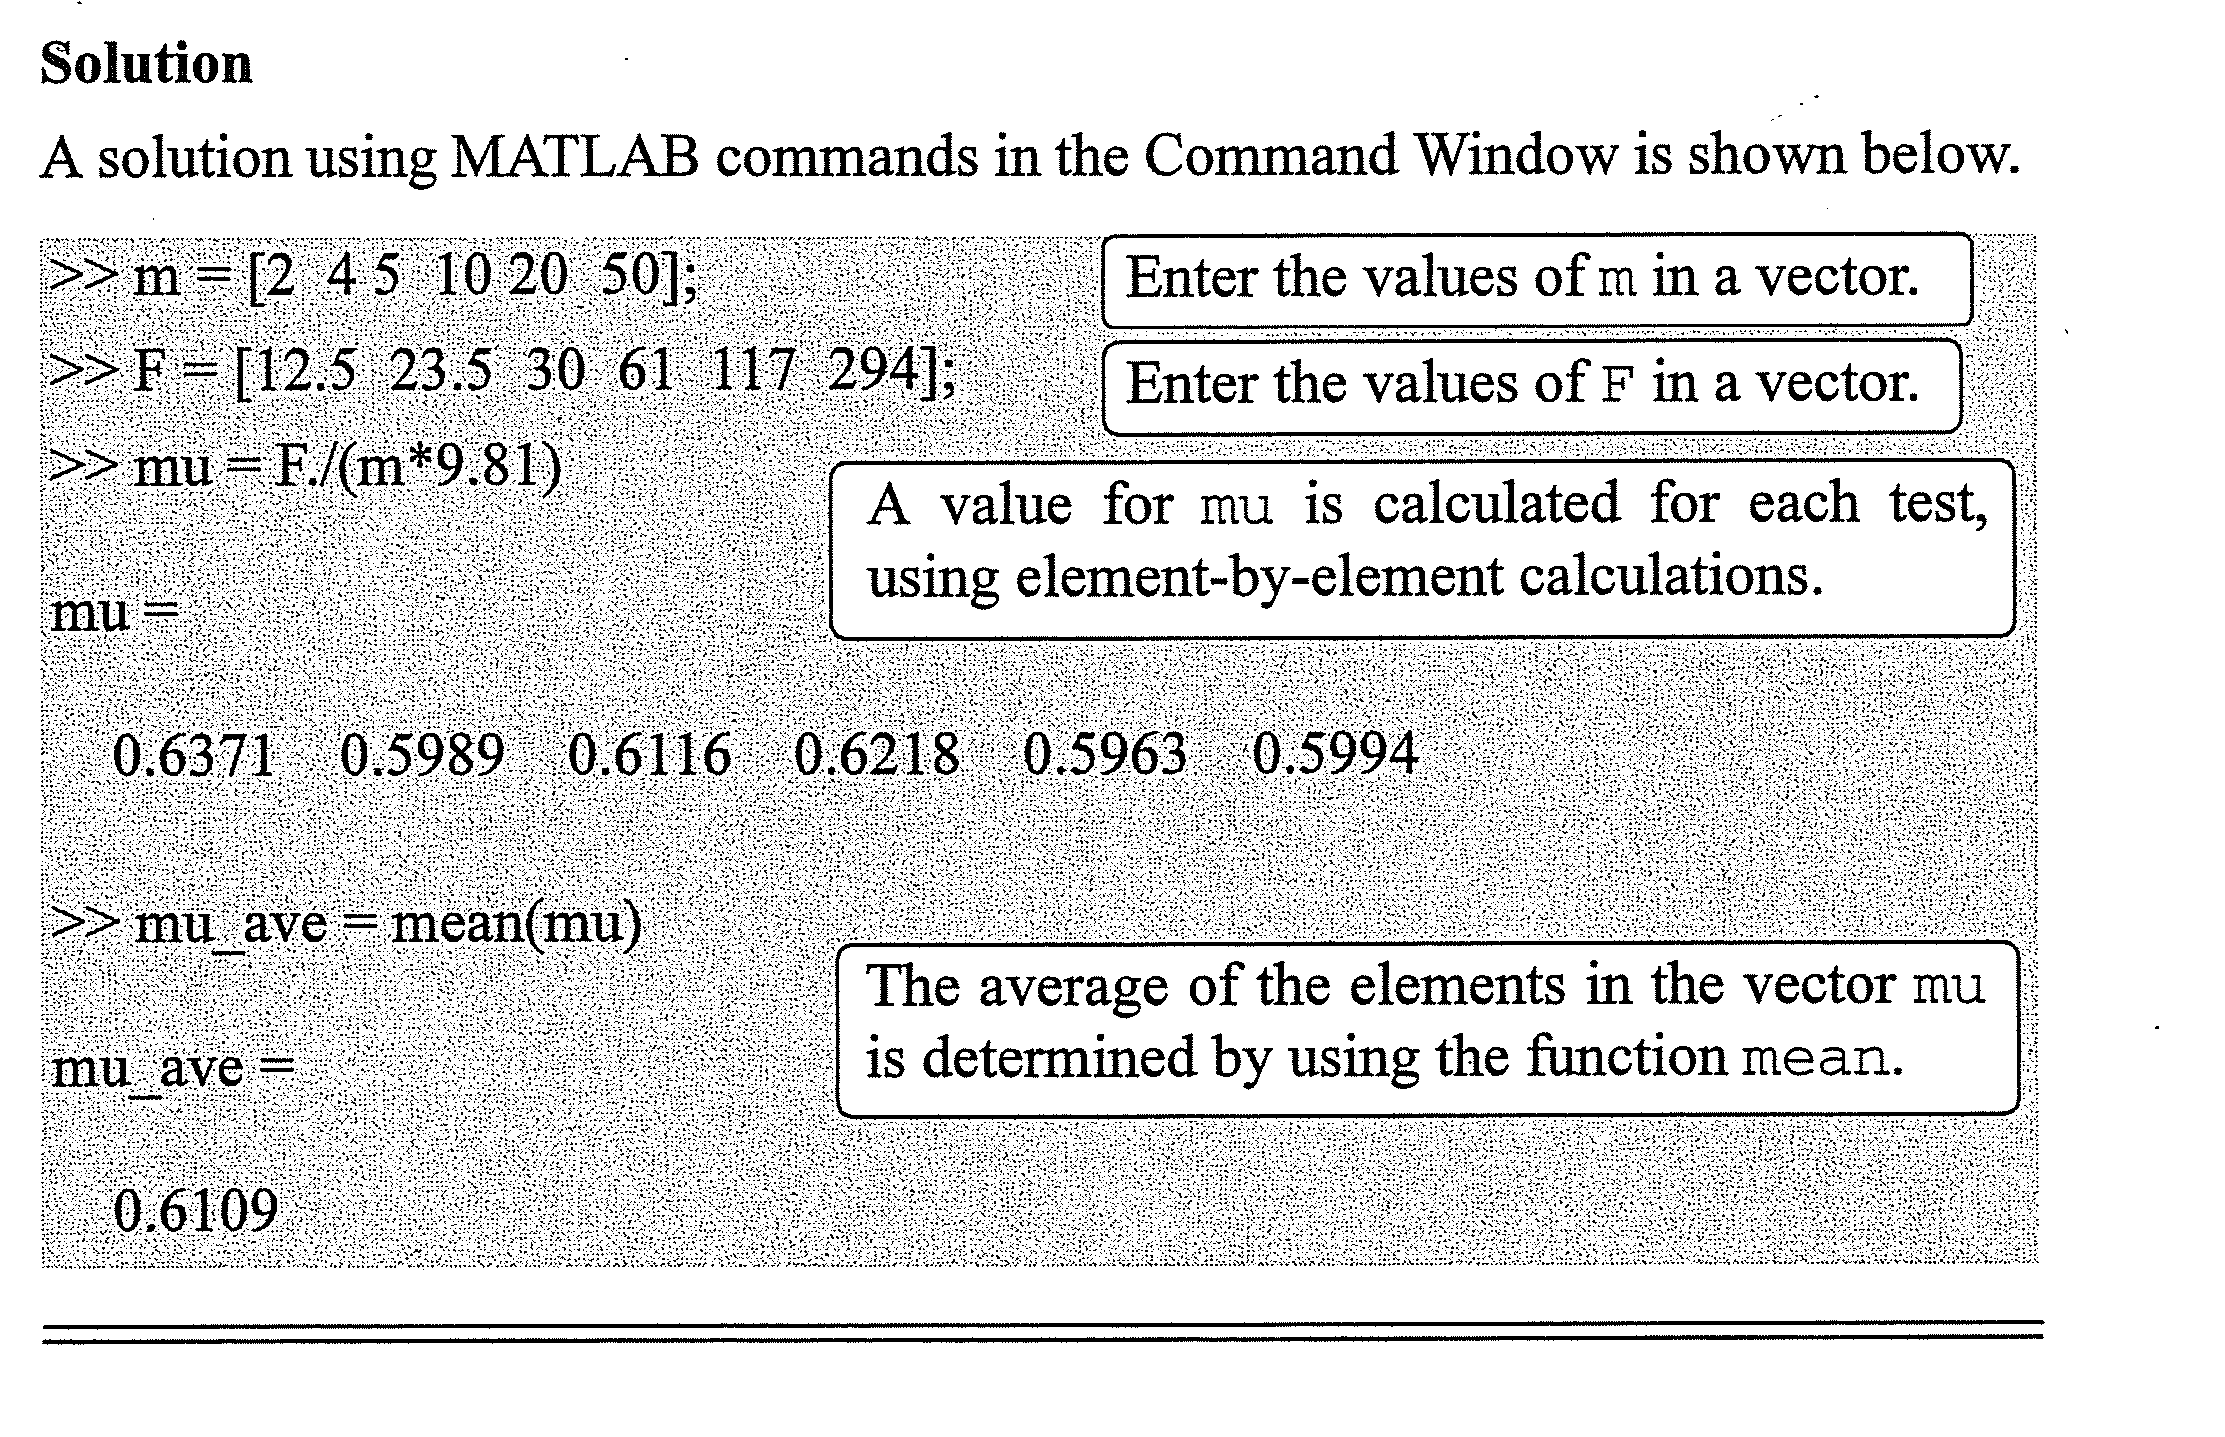 Solution
A solution using MATLAB commands in the Command Window is shown below.
>> m = [2 4 5 10 20 50];
Enter the values of m in a vector.
>> F = [12.5 23.5 30 61 117 294];
Enter the values of F in a vector.
>> mu = F./(m*9.81)
A value for mu is calculated for each test,
using element-by-element calculations.
mu =
0.6371 0.5989 0.6116 0.6218 0.5963 0.5994
>> mu_ave = mean(mu)
The average of the elements in the vector mu
is determined by using the function mean.
mu_ave =
0.6109